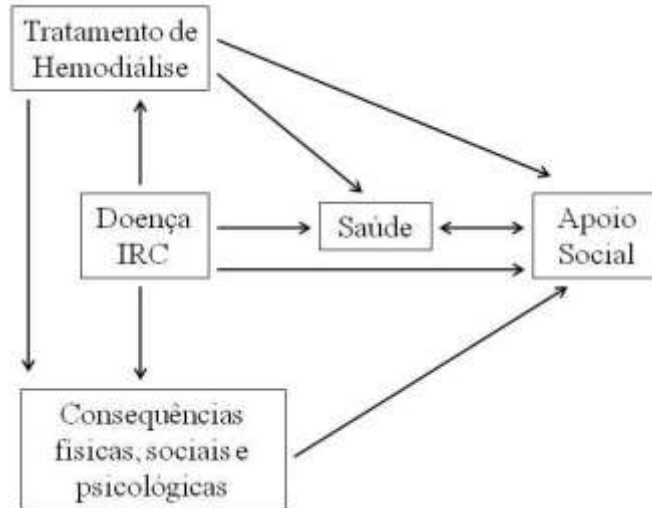 Tratamento de
Hemodiálise
Doença
IRC
Saúde
Apoio
Social
Consequências
físicas, sociais e
psicológicas